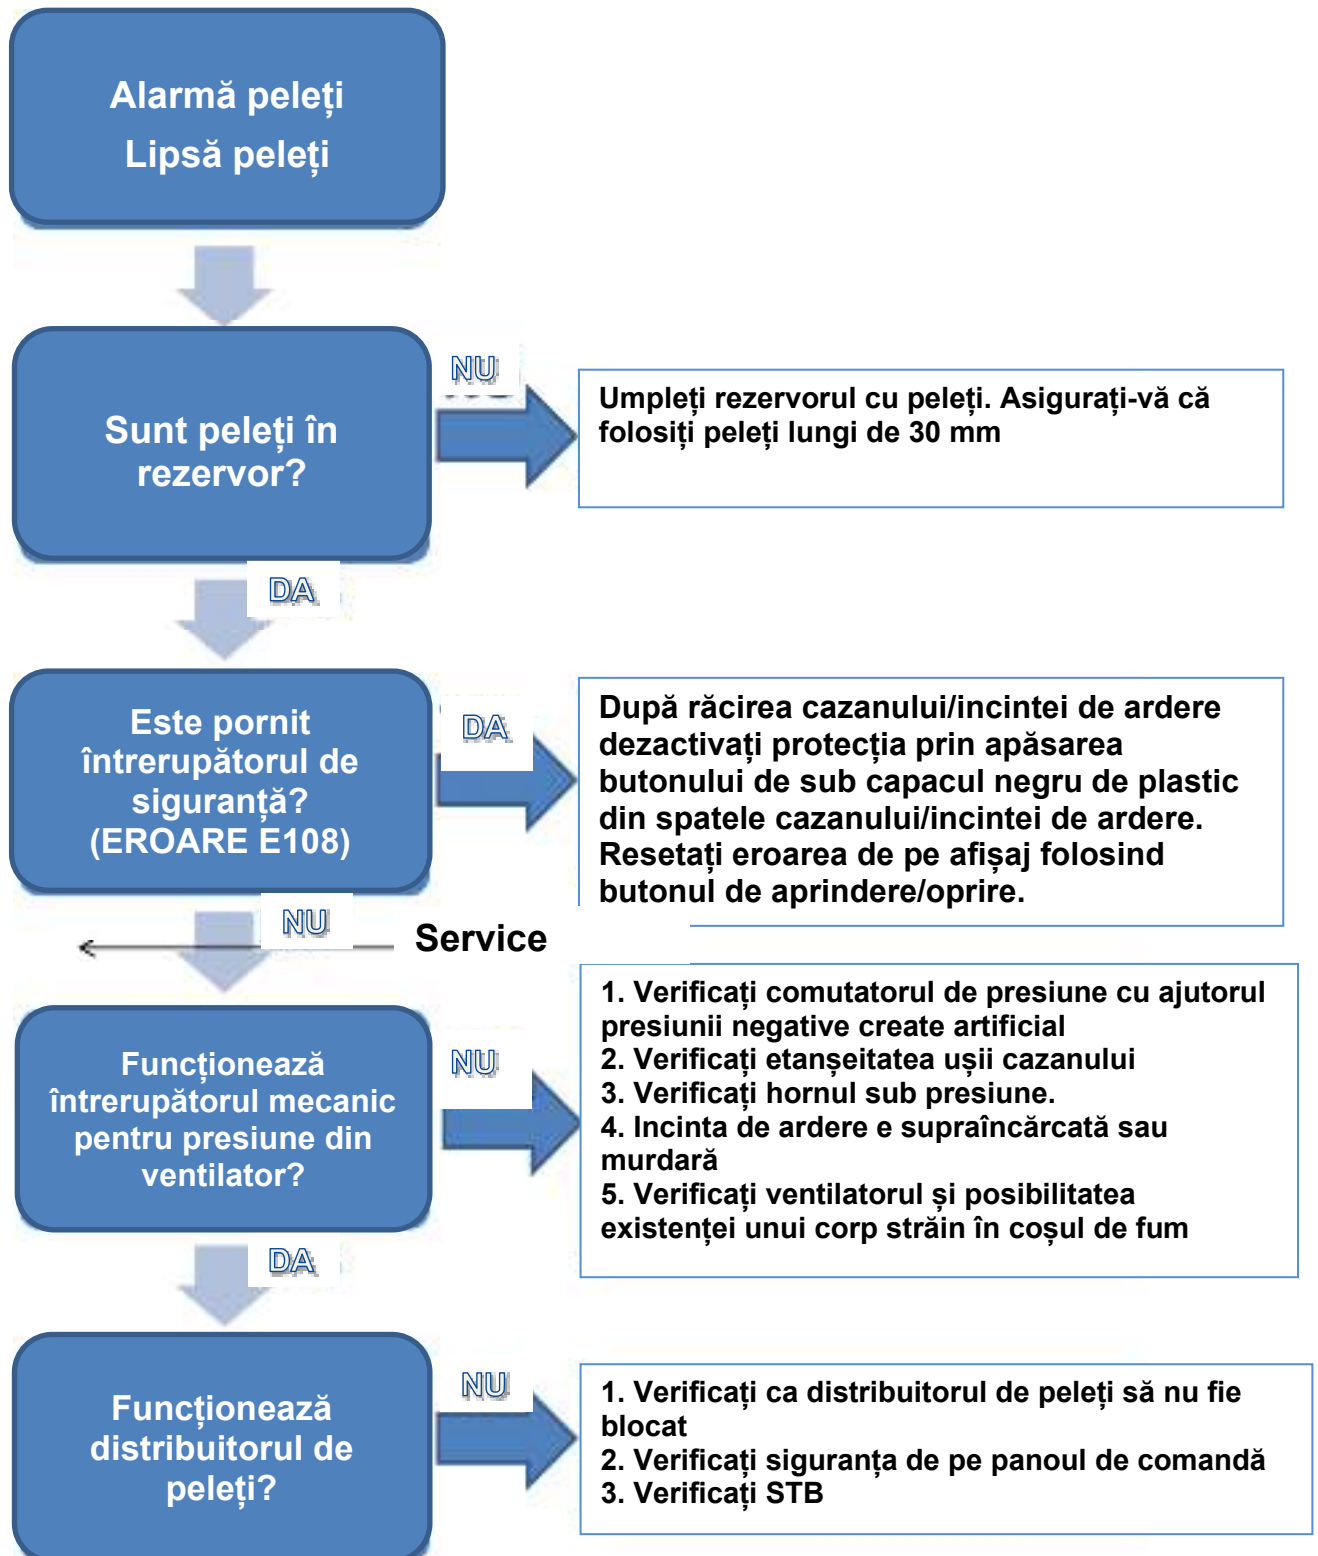 Alarmă peleți
Lipsă peleți
Sunt peleți în
rezervor?
NU
Umpleți rezervorul cu peleți. Asigurați-vă că
folosiți peleți lungi de 30 mm
DA
Este pornit
întrerupătorul de
siguranță?
(EROARE E108)
DA
După răcirea cazanului/incintei de ardere
dezactivați protecția prin apăsarea
butonului de sub capacul negru de plastic
din spatele cazanului/incintei de ardere.
Resetați eroarea de pe afișaj folosind
butonul de aprindere/oprire.
NU
Service
Funcționează
întrerupătorul mecanic
pentru presiune din
ventilator?
NU
1. Verificați comutatorul de presiune cu ajutorul
presiunii negative create artificial
2. Verificați etanșeitatea ușii cazanului
3. Verificați hornul sub presiune.
4. Incinta de ardere e supraîncărcată sau
murdară
5. Verificați ventilatorul și posibilitatea
existenței unui corp străin în coșul de fum
DA
Funcționează
distribuitorul de
peleți?
NU
1. Verificați ca distribuitorul de peleți să nu fie
blocat
2. Verificați siguranța de pe panoul de comandă
3. Verificați STB